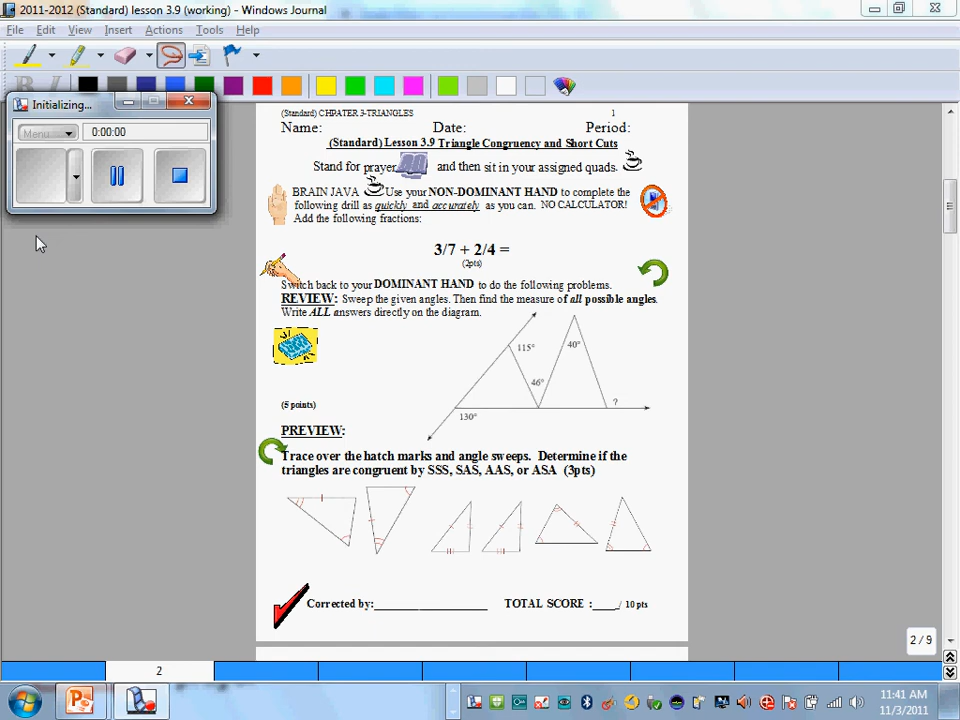 2011-2012 (Standard) lesson 3.9 (working) - Windows Journal
File Edit View Insert Actions Tools Help
B
Initializing...
Menu 0:00:00
(Standard) CHPATER 3-TRIANGLES 1
Name: Date: Period:
(Standard) Lesson 3.9 Triangle Congruency and Short Cuts
Stand for prayer and then sit in your assigned quads.
BRAIN JAVA Use your NON-DOMINANT HAND to complete the
following drill as quickly and accurately as you can. NO CALCULATOR!
Add the following fractions:
3/7 + 2/4 =
(2pts)
Switch back to your DOMINANT HAND to do the following problems.
REVIEW: Sweep the given angles. Then find the measure of all possible angles.
Write ALL answers directly on the diagram.
115°
40°
46°
?
(5 points)
130°
PREVIEW:
Trace over the hatch marks and angle sweeps. Determine if the
triangles are congruent by SSS, SAS, AAS, or ASA (3pts)
Corrected by:____________________ TOTAL SCORE :_____/ 10 pts
2 / 9
2
11:41 AM
11/3/2011